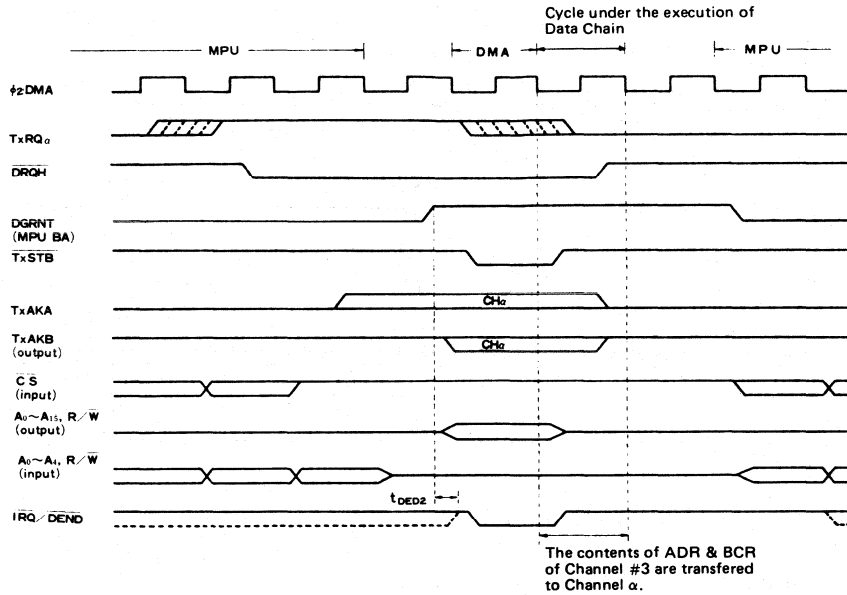 Cycle under the execution of
Data Chain
MPU
DMA
MPU
ϕ2DMA
TxRQα
DRQH
DGRNT
(MPU BA)
TxSTB
TxAKA
CHα
TxAKB
(output)
CHα
CS
(input)
A0~A15, R/W
(output)
A0~A4, R/W
(input)
tDED2
IRQ/DEND
The contents of ADR & BCR
of Channel #3 are transfered
to Channel α.